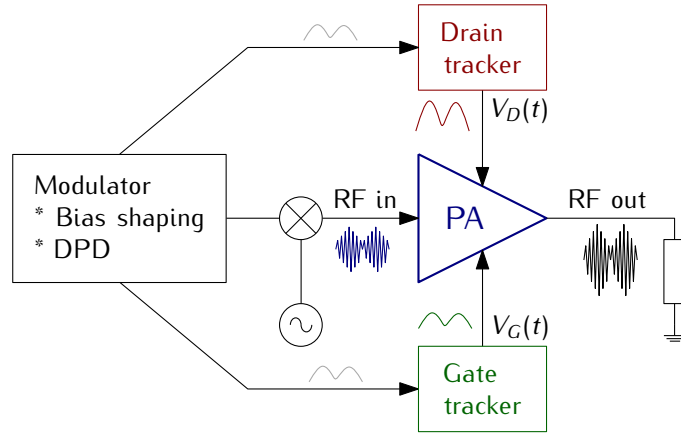 Drain
tracker
V_D(t)
Modulator
* Bias shaping
* DPD
RF in
PA
RF out
V_G(t)
Gate
tracker